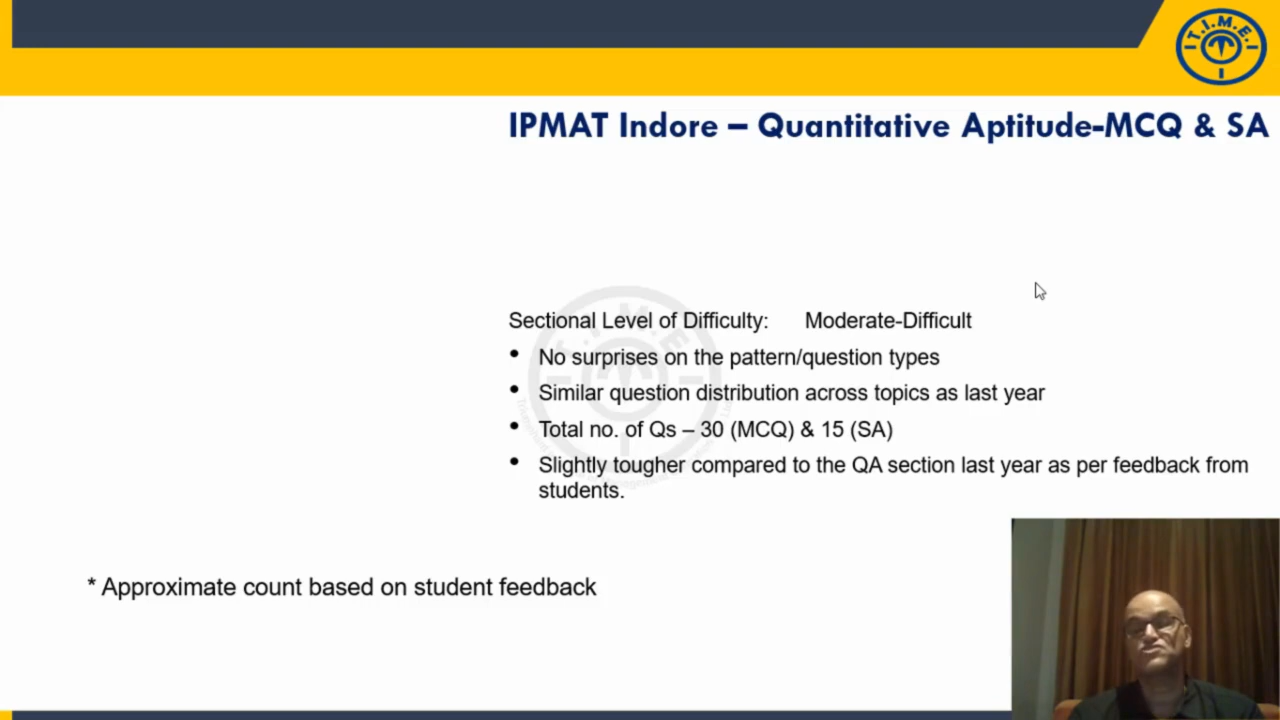 T.I.M.E.
IPMAT Indore – Quantitative Aptitude-MCQ & SA
Sectional Level of Difficulty: Moderate-Difficult
• No surprises on the pattern/question types
• Similar question distribution across topics as last year
• Total no. of Qs – 30 (MCQ) & 15 (SA)
• Slightly tougher compared to the QA section last year as per feedback from
students.
* Approximate count based on student feedback